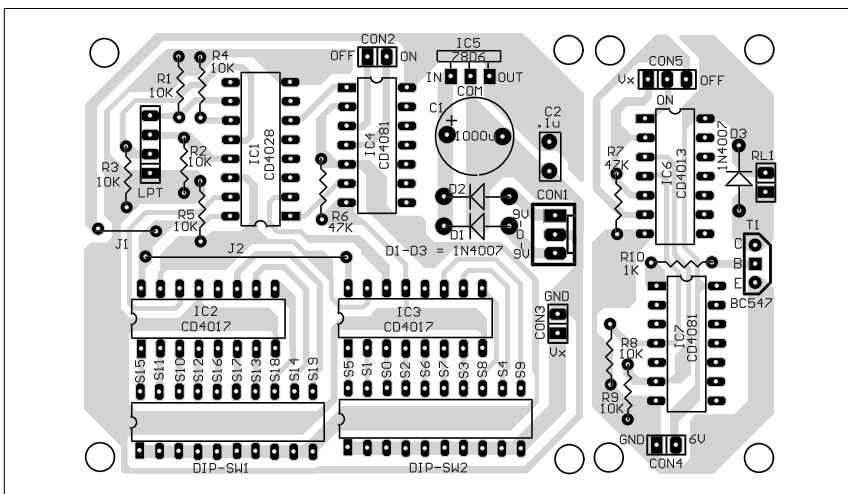 CON2
OFF
ON
IC5
7806
IN
OUT
COM
R4
10K
R1
10K
C1
+
1000u
C2
.1u
IC1
CD4028
IC4
CD4081
R2
10K
R3
10K
LPT
R5
10K
R6
47K
D2
D1
CON1
9V
0
9V
J1
J2
D1-D3 = 1N4007
IC2
CD4017
IC3
CD4017
GND
CON3
Vx
S15
S11
S10
S12
S16
S17
S13
S18
S14
S19
S5
S1
S0
S2
S6
S7
S3
S8
S4
S9
DIP-SW1
DIP-SW2
CON5
Vx
OFF
ON
R7
47K
IC6
CD4013
1N4007
D3
RL1
T1
C
B
E
BC547
R10
1K
IC7
CD4081
R8
10K
R9
10K
GND
6V
CON4